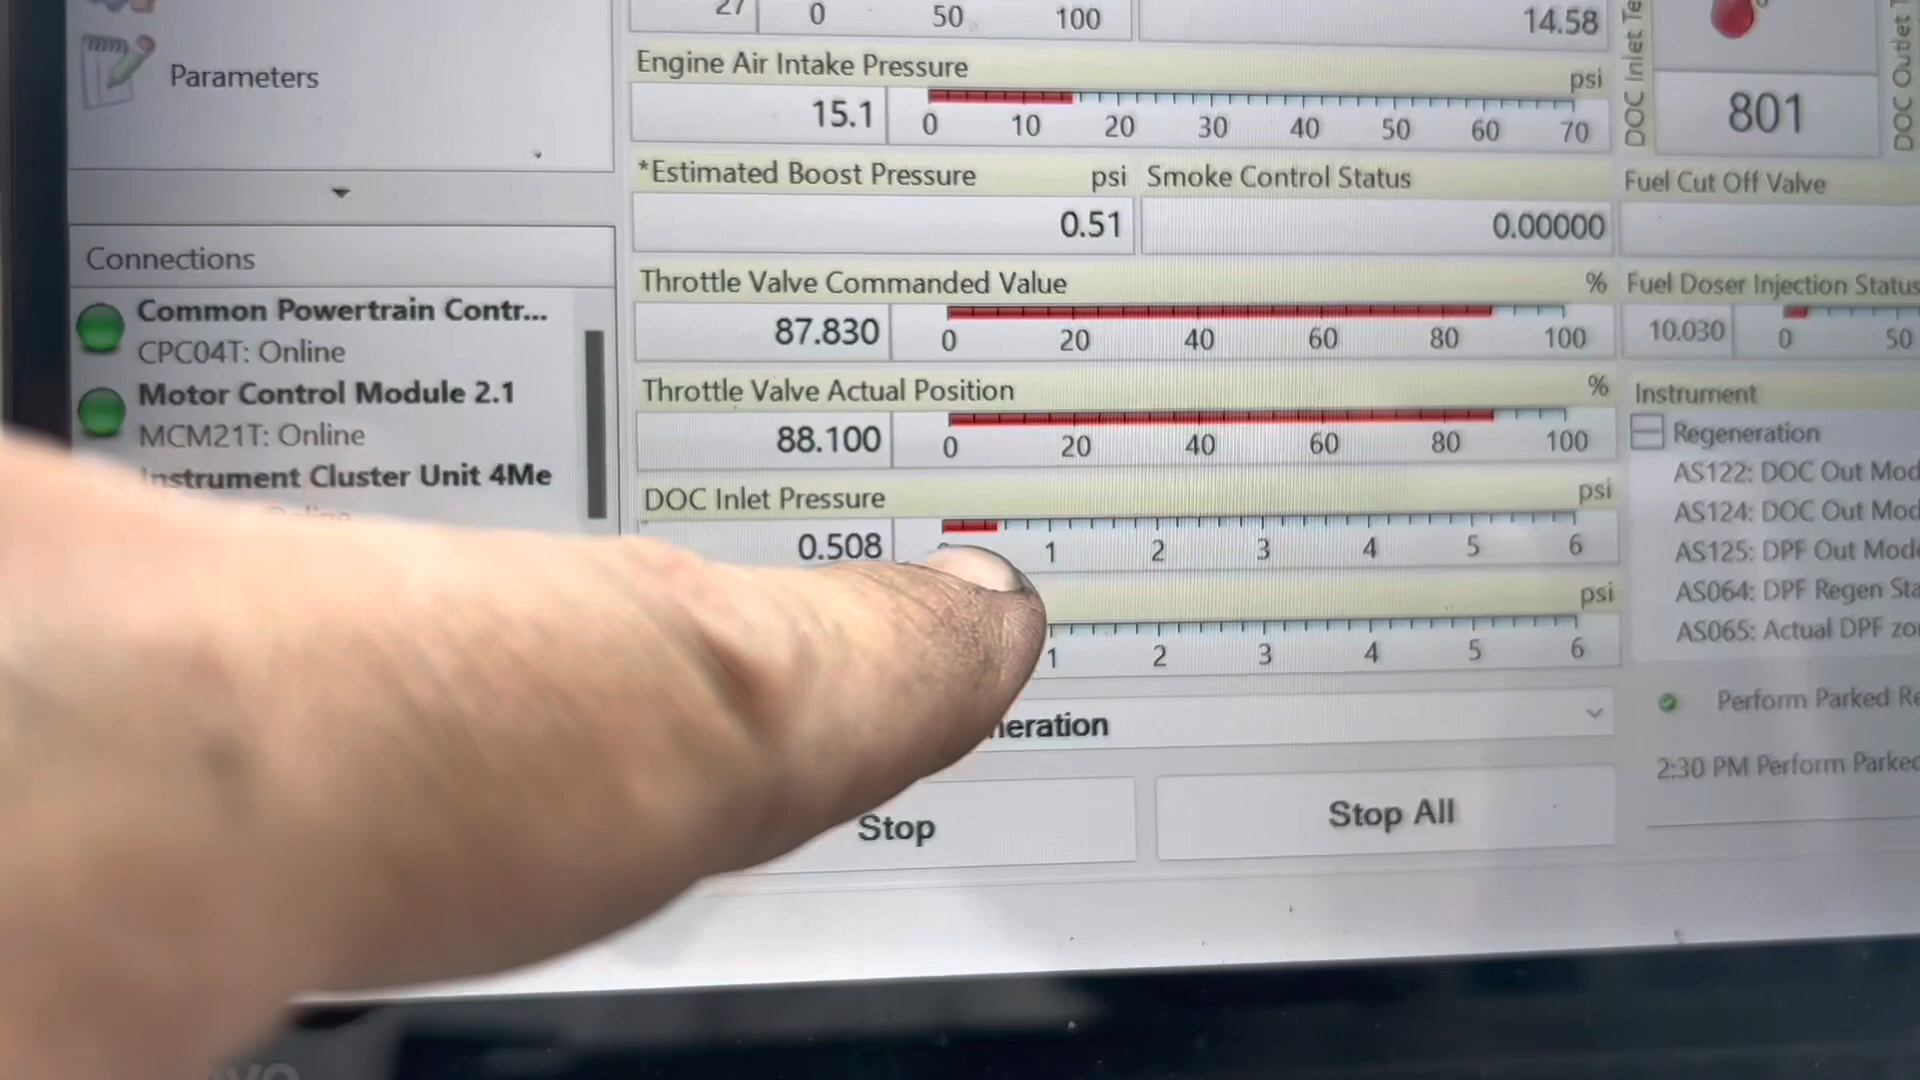 27
0 50 100
14.58
Parameters
Engine Air Intake Pressure psi
15.1
0 10 20 30 40 50 60 70
DOC Inlet Te
801
DOC Outlet T
*Estimated Boost Pressure psi
0.51
Smoke Control Status
0.00000
Fuel Cut Off Valve
Connections
Common Powertrain Contr...
CPC04T: Online
Motor Control Module 2.1
MCM21T: Online
Instrument Cluster Unit 4Me
Online
Throttle Valve Commanded Value %
87.830
0 20 40 60 80 100
Fuel Doser Injection Status
10.030
0 50
Throttle Valve Actual Position %
88.100
0 20 40 60 80 100
DOC Inlet Pressure psi
0.508
1 2 3 4 5 6
psi
1 2 3 4 5 6
Instrument
Regeneration
AS122: DOC Out Mod
AS124: DOC Out Mod
AS125: DPF Out Mode
AS064: DPF Regen Sta
AS065: Actual DPF zo
neration
Perform Parked Re
2:30 PM Perform Parked
Stop
Stop All